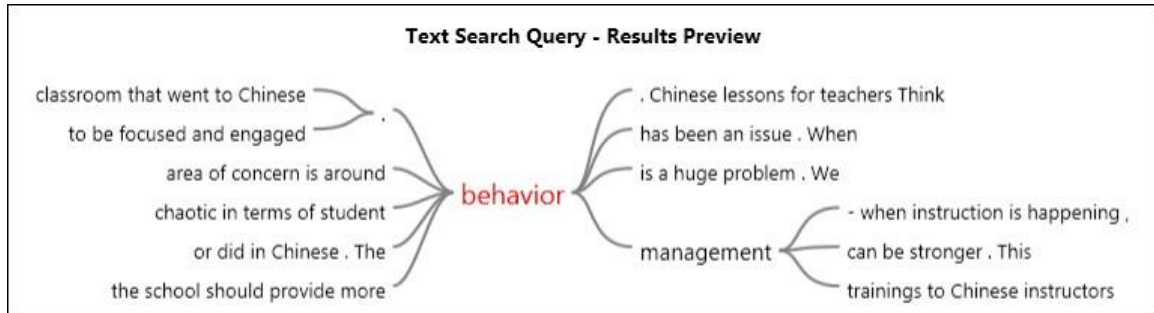 Text Search Query - Results Preview
classroom that went to Chinese
to be focused and engaged
.
area of concern is around
chaotic in terms of student
or did in Chinese . The
the school should provide more
behavior
. Chinese lessons for teachers Think
has been an issue . When
is a huge problem . We
management
- when instruction is happening ,
can be stronger . This
trainings to Chinese instructors